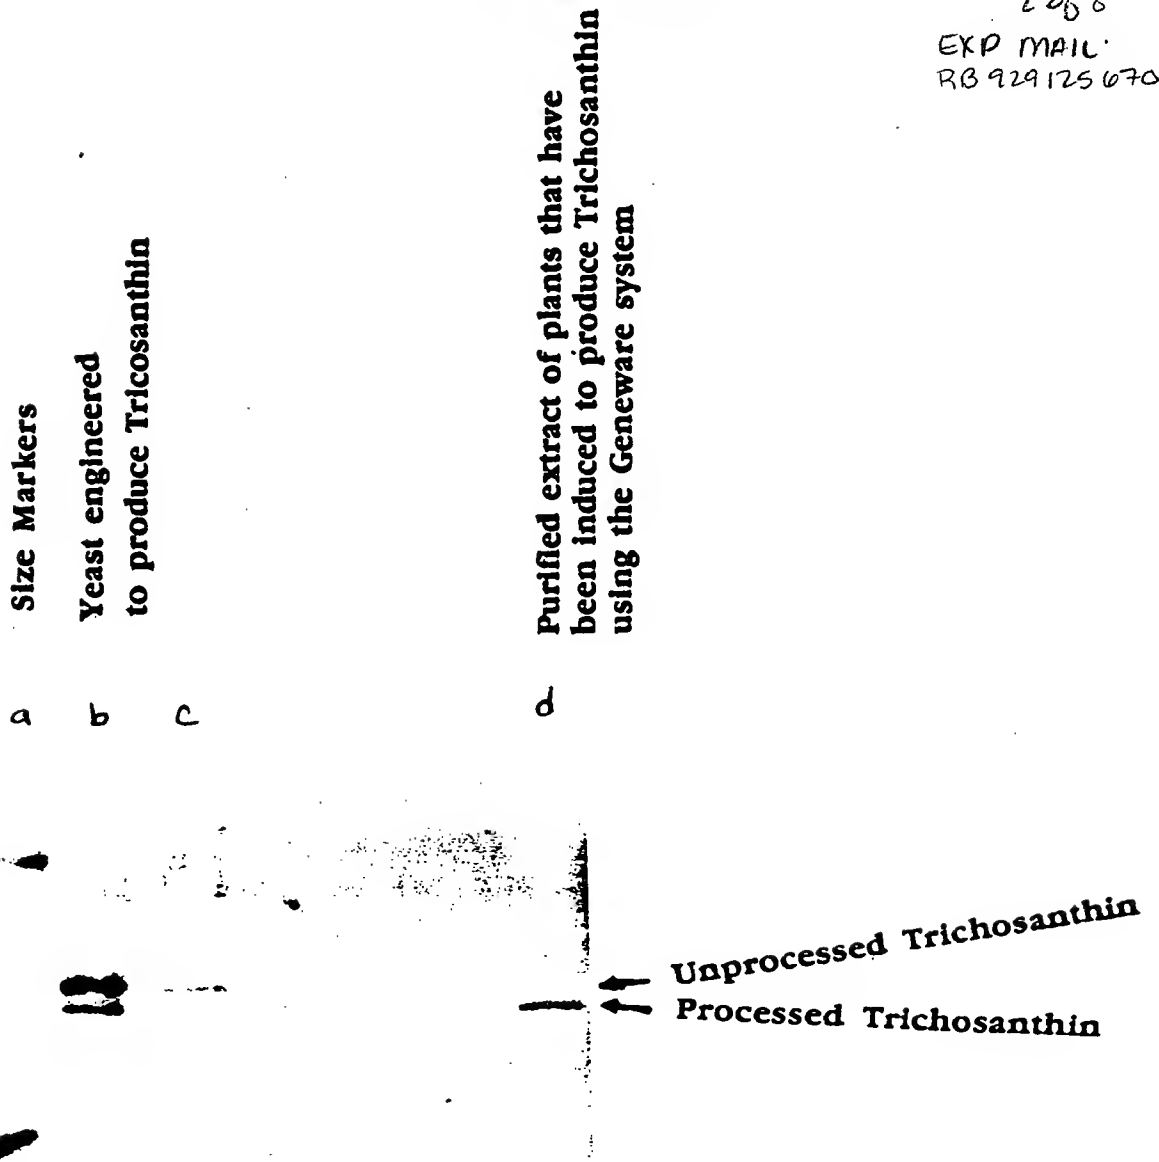 EXP MAIL.
RB 929125670
Size Markers
Yeast engineered
to produce Tricosanthin
Purified extract of plants that have
been induced to produce Trichosanthin
using the Geneware system
a b c d
Unprocessed Trichosanthin
Processed Trichosanthin